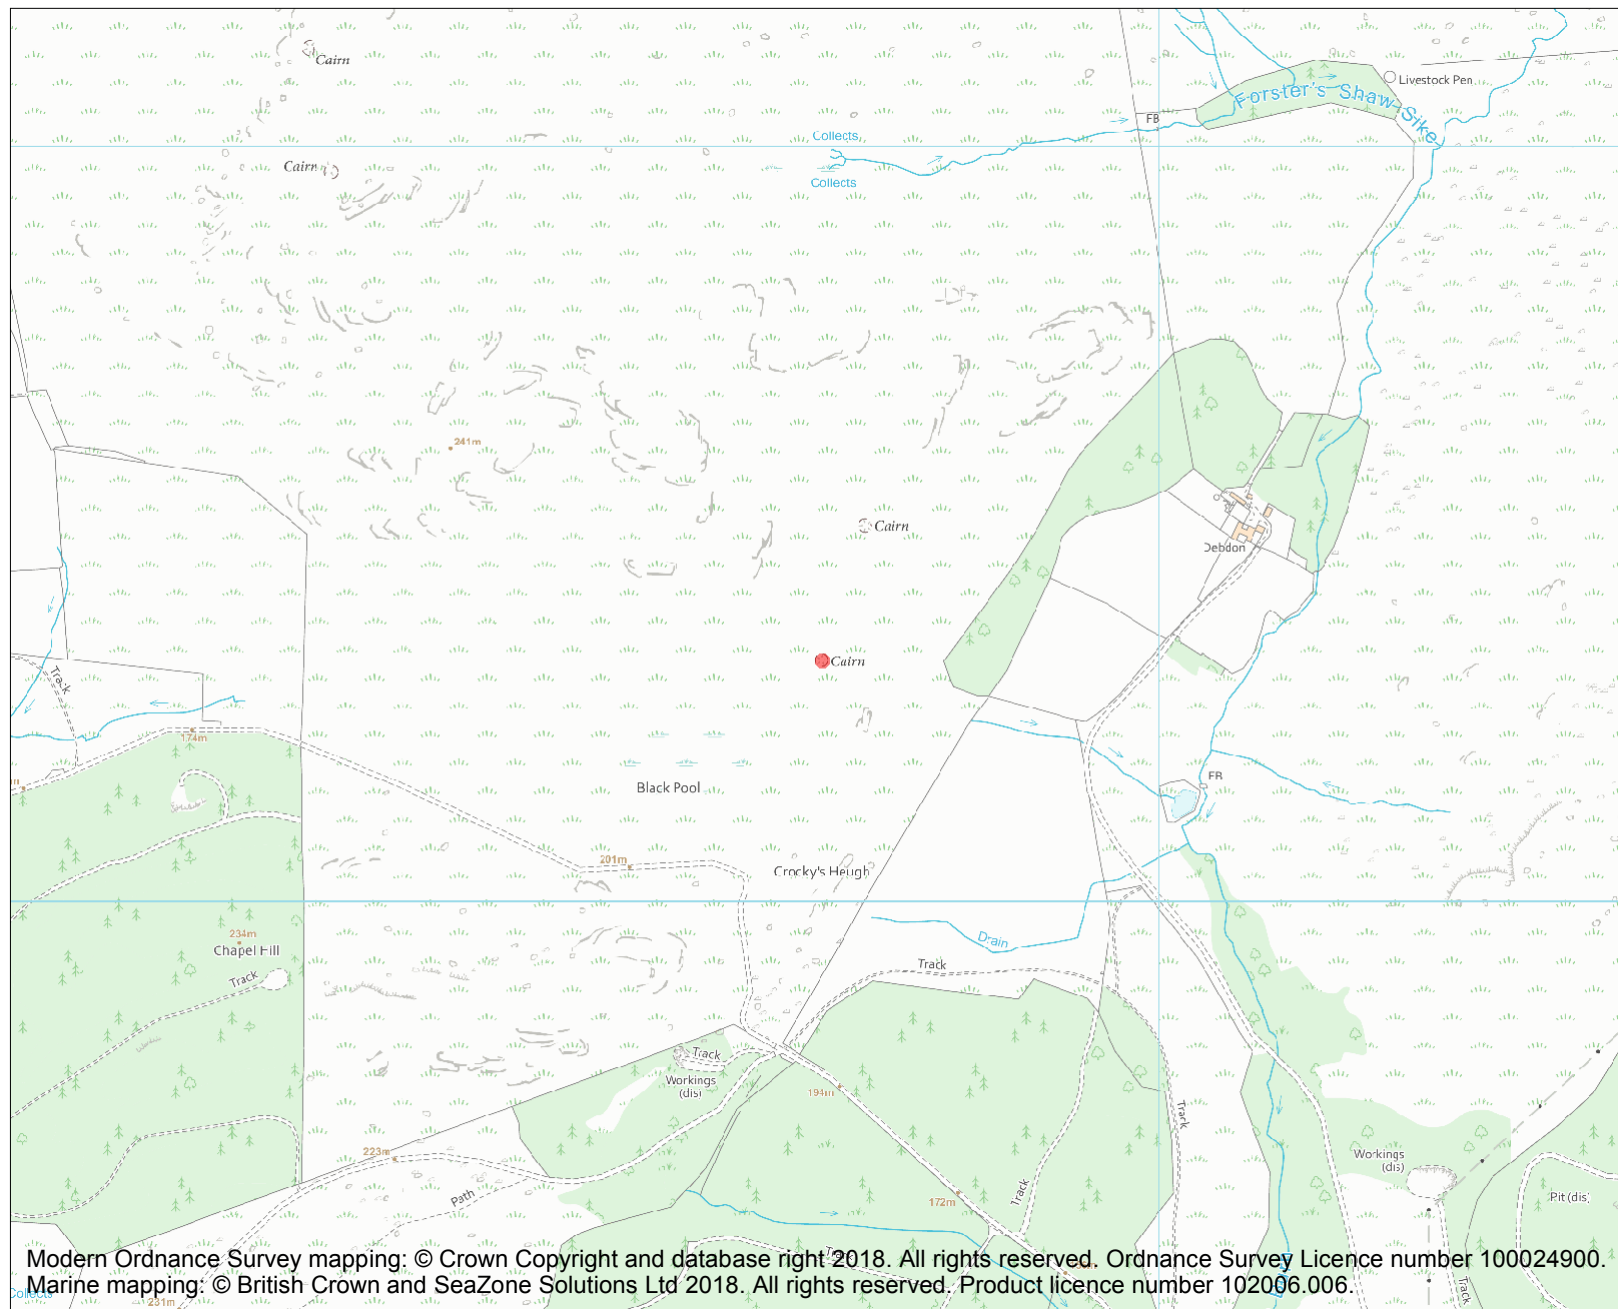 Cairn
Livestock Pen
Forster's Shaw Sike
FB
Collects
Cairn
Collects
241m
Cairn
Debdon
Cairn
Track
174m
FB
Black Pool
201m
Crocky's Heugh
234m
Chapel Hill
Drain
Track
Track
Track
Workings
(dis)
194m
Track
Workings
(dis)
223m
Path
172m
Track
Pit (dis)
Track
Modern Ordnance Survey mapping: © Crown Copyright and database right 2018. All rights reserved. Ordnance Survey Licence number 100024900.
Marine mapping: © British Crown and SeaZone Solutions Ltd 2018. All rights reserved. Product licence number 102006.006.
Collects
231m
Track